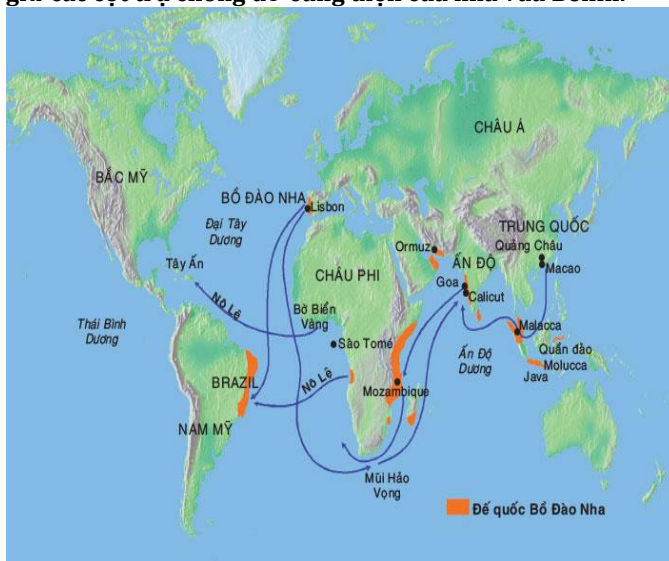 CHÂU Á
BẮC MỸ
BỒ ĐÀO NHA
Lisbon
Đại Tây
Dương
TRUNG QUỐC
Quảng Châu
Ormuz
ẤN ĐỘ
Macao
Tây Ấn
CHÂU PHI
Goa
Calicut
Nô Lệ
Bờ Biển
Vàng
Thái Bình
Dương
Malacca
Sào Tomé
Ấn Độ
Dương
Quần đảo
Molucca
Java
BRAZIL
Nô Lệ
Mozambique
NAM MỸ
Mũi Hảo
Vọng
Đế quốc Bồ Đào Nha